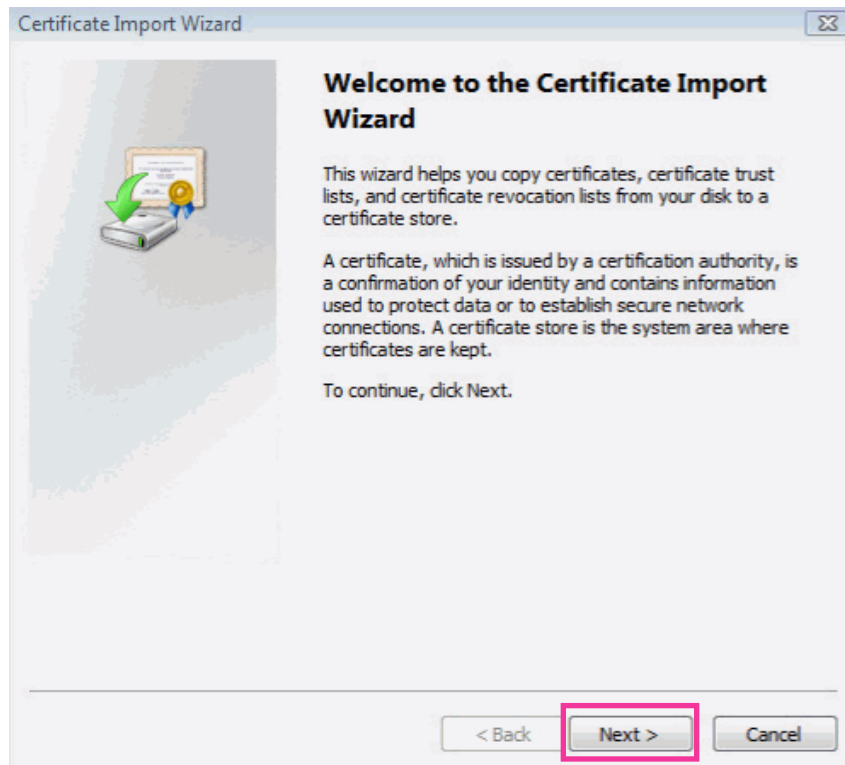 Certificate Import Wizard
Welcome to the Certificate Import
Wizard
This wizard helps you copy certificates, certificate trust
lists, and certificate revocation lists from your disk to a
certificate store.
A certificate, which is issued by a certification authority, is
a confirmation of your identity and contains information
used to protect data or to establish secure network
connections. A certificate store is the system area where
certificates are kept.
To continue, click Next.
< Back Next > Cancel